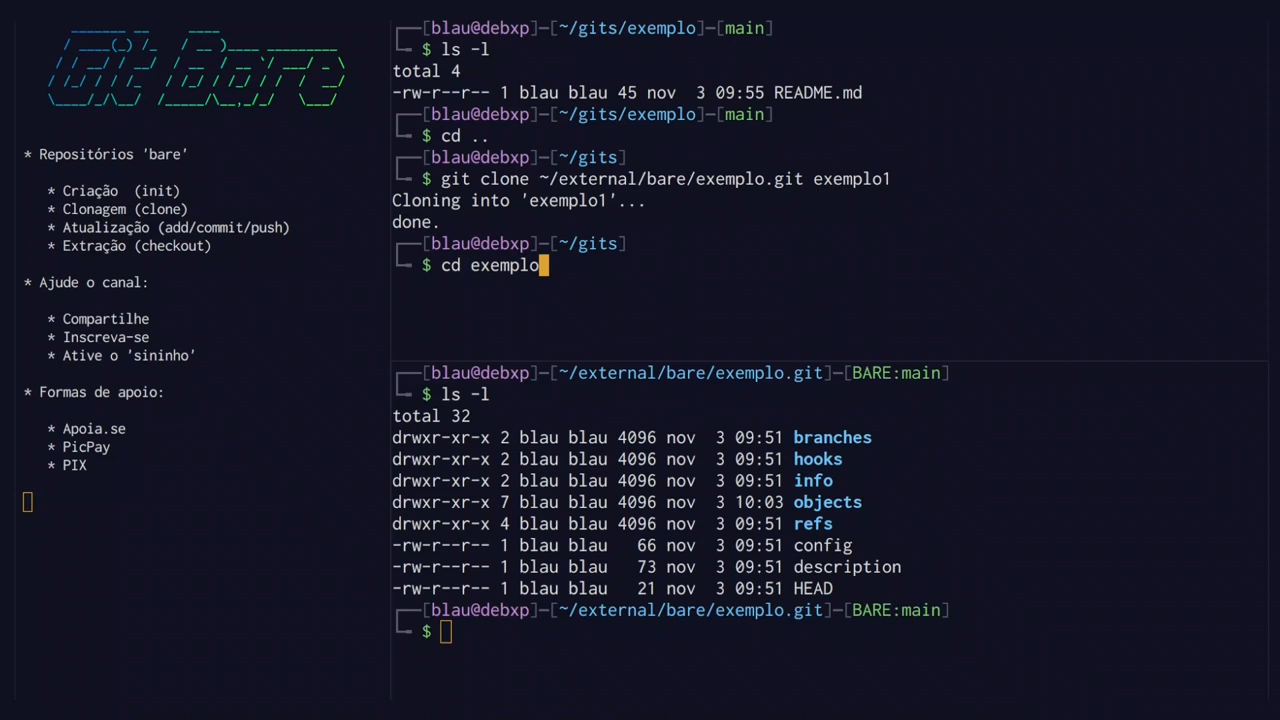 Git Bare
* Repositórios 'bare'
* Criação  (init)
* Clonagem (clone)
* Atualização (add/commit/push)
* Extração (checkout)
* Ajude o canal:
* Compartilhe
* Inscreva-se
* Ative o 'sininho'
* Formas de apoio:
* Apoia.se
* PicPay
* PIX
[blau@debxp]-[~/gits/exemplo]-[main]
$ ls -l
total 4
-rw-r--r-- 1 blau blau 45 nov  3 09:55 README.md
[blau@debxp]-[~/gits/exemplo]-[main]
$ cd ..
[blau@debxp]-[~/gits]
$ git clone ~/external/bare/exemplo.git exemplo1
Cloning into 'exemplo1'...
done.
[blau@debxp]-[~/gits]
$ cd exemplo
[blau@debxp]-[~/external/bare/exemplo.git]-[BARE:main]
$ ls -l
total 32
drwxr-xr-x 2 blau blau 4096 nov  3 09:51 branches
drwxr-xr-x 2 blau blau 4096 nov  3 09:51 hooks
drwxr-xr-x 2 blau blau 4096 nov  3 09:51 info
drwxr-xr-x 7 blau blau 4096 nov  3 10:03 objects
drwxr-xr-x 4 blau blau 4096 nov  3 09:51 refs
-rw-r--r-- 1 blau blau   66 nov  3 09:51 config
-rw-r--r-- 1 blau blau   73 nov  3 09:51 description
-rw-r--r-- 1 blau blau   21 nov  3 09:51 HEAD
[blau@debxp]-[~/external/bare/exemplo.git]-[BARE:main]
$